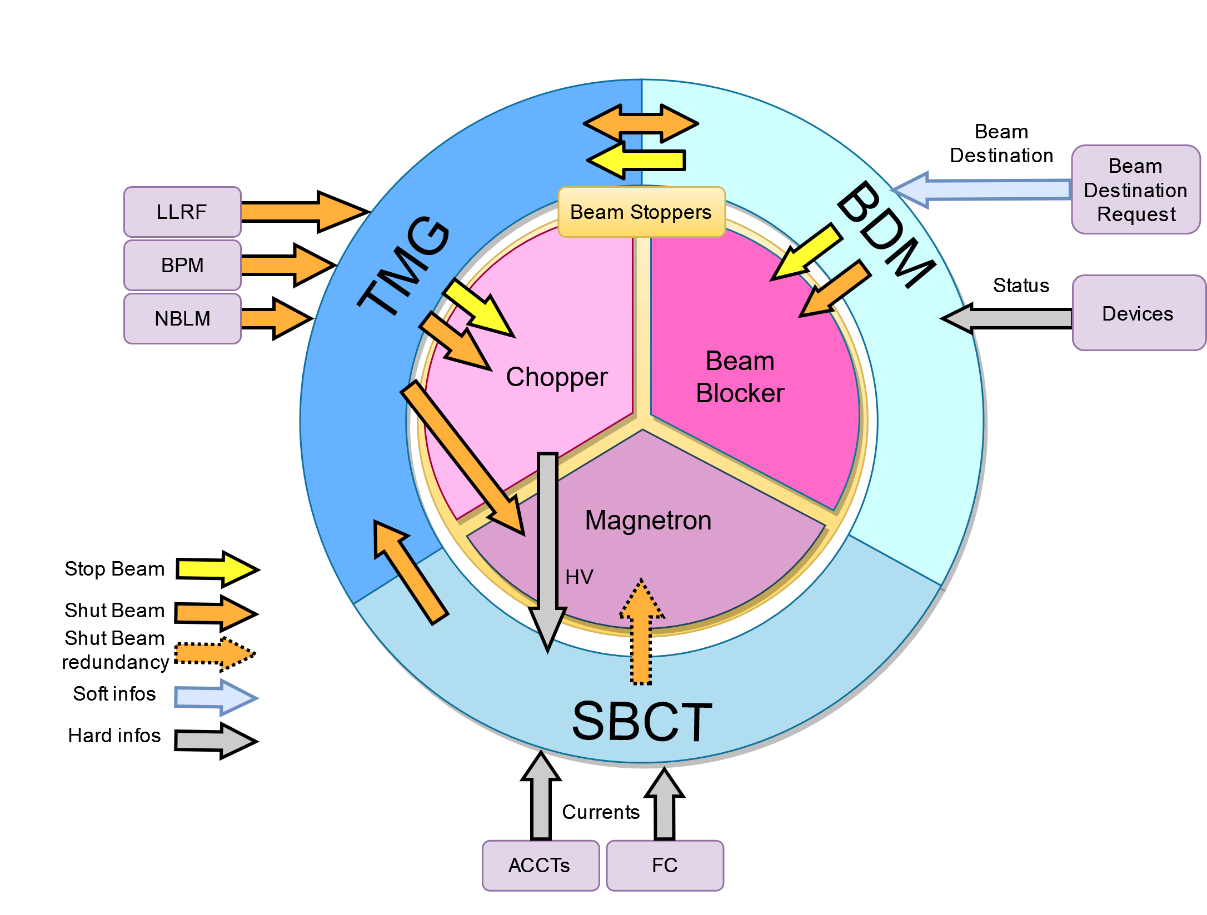 Beam
Destination
Beam
Destination
Request
LLRF
BPM
NBLM
TMG
Beam Stoppers
BDM
Status
Devices
Chopper
Beam
Blocker
Magnetron
HV
Stop Beam
Shut Beam
Shut Beam
redundancy
Soft infos
Hard infos
SBCT
Currents
ACCTs
FC